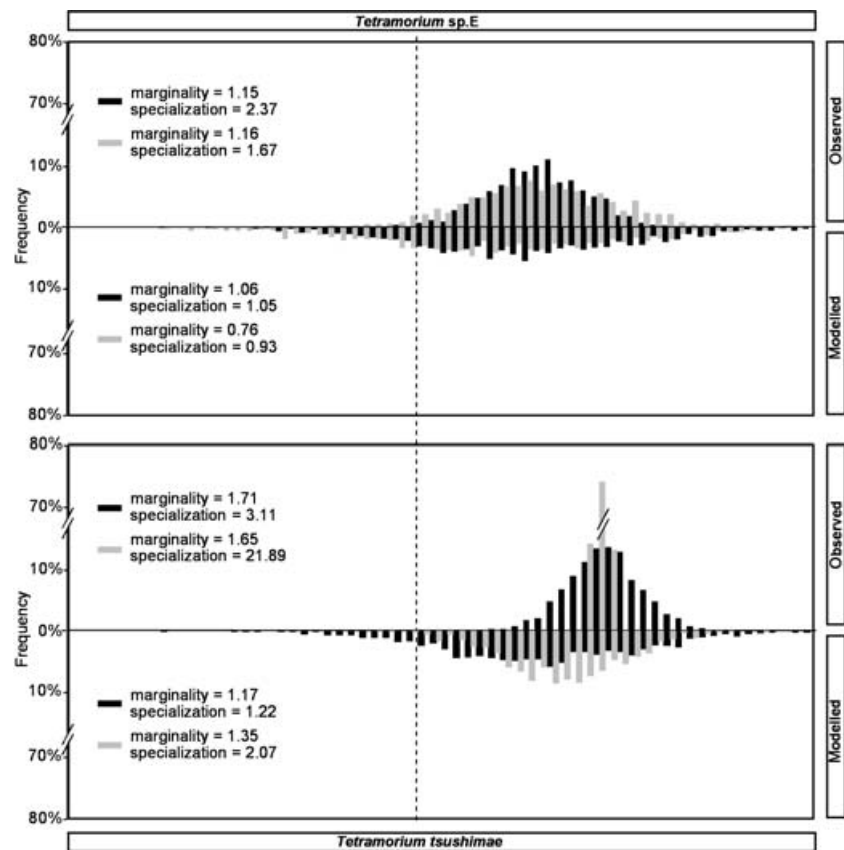 Tetramorium sp.E
80%
70%
10%
0%
10%
70%
80%
Frequency
marginality = 1.15
specialization = 2.37
marginality = 1.16
specialization = 1.67
marginality = 1.06
specialization = 1.05
marginality = 0.76
specialization = 0.93
Observed
Modelled
80%
70%
10%
0%
10%
70%
80%
Frequency
marginality = 1.71
specialization = 3.11
marginality = 1.65
specialization = 21.89
marginality = 1.17
specialization = 1.22
marginality = 1.35
specialization = 2.07
Observed
Modelled
Tetramorium tsushimae